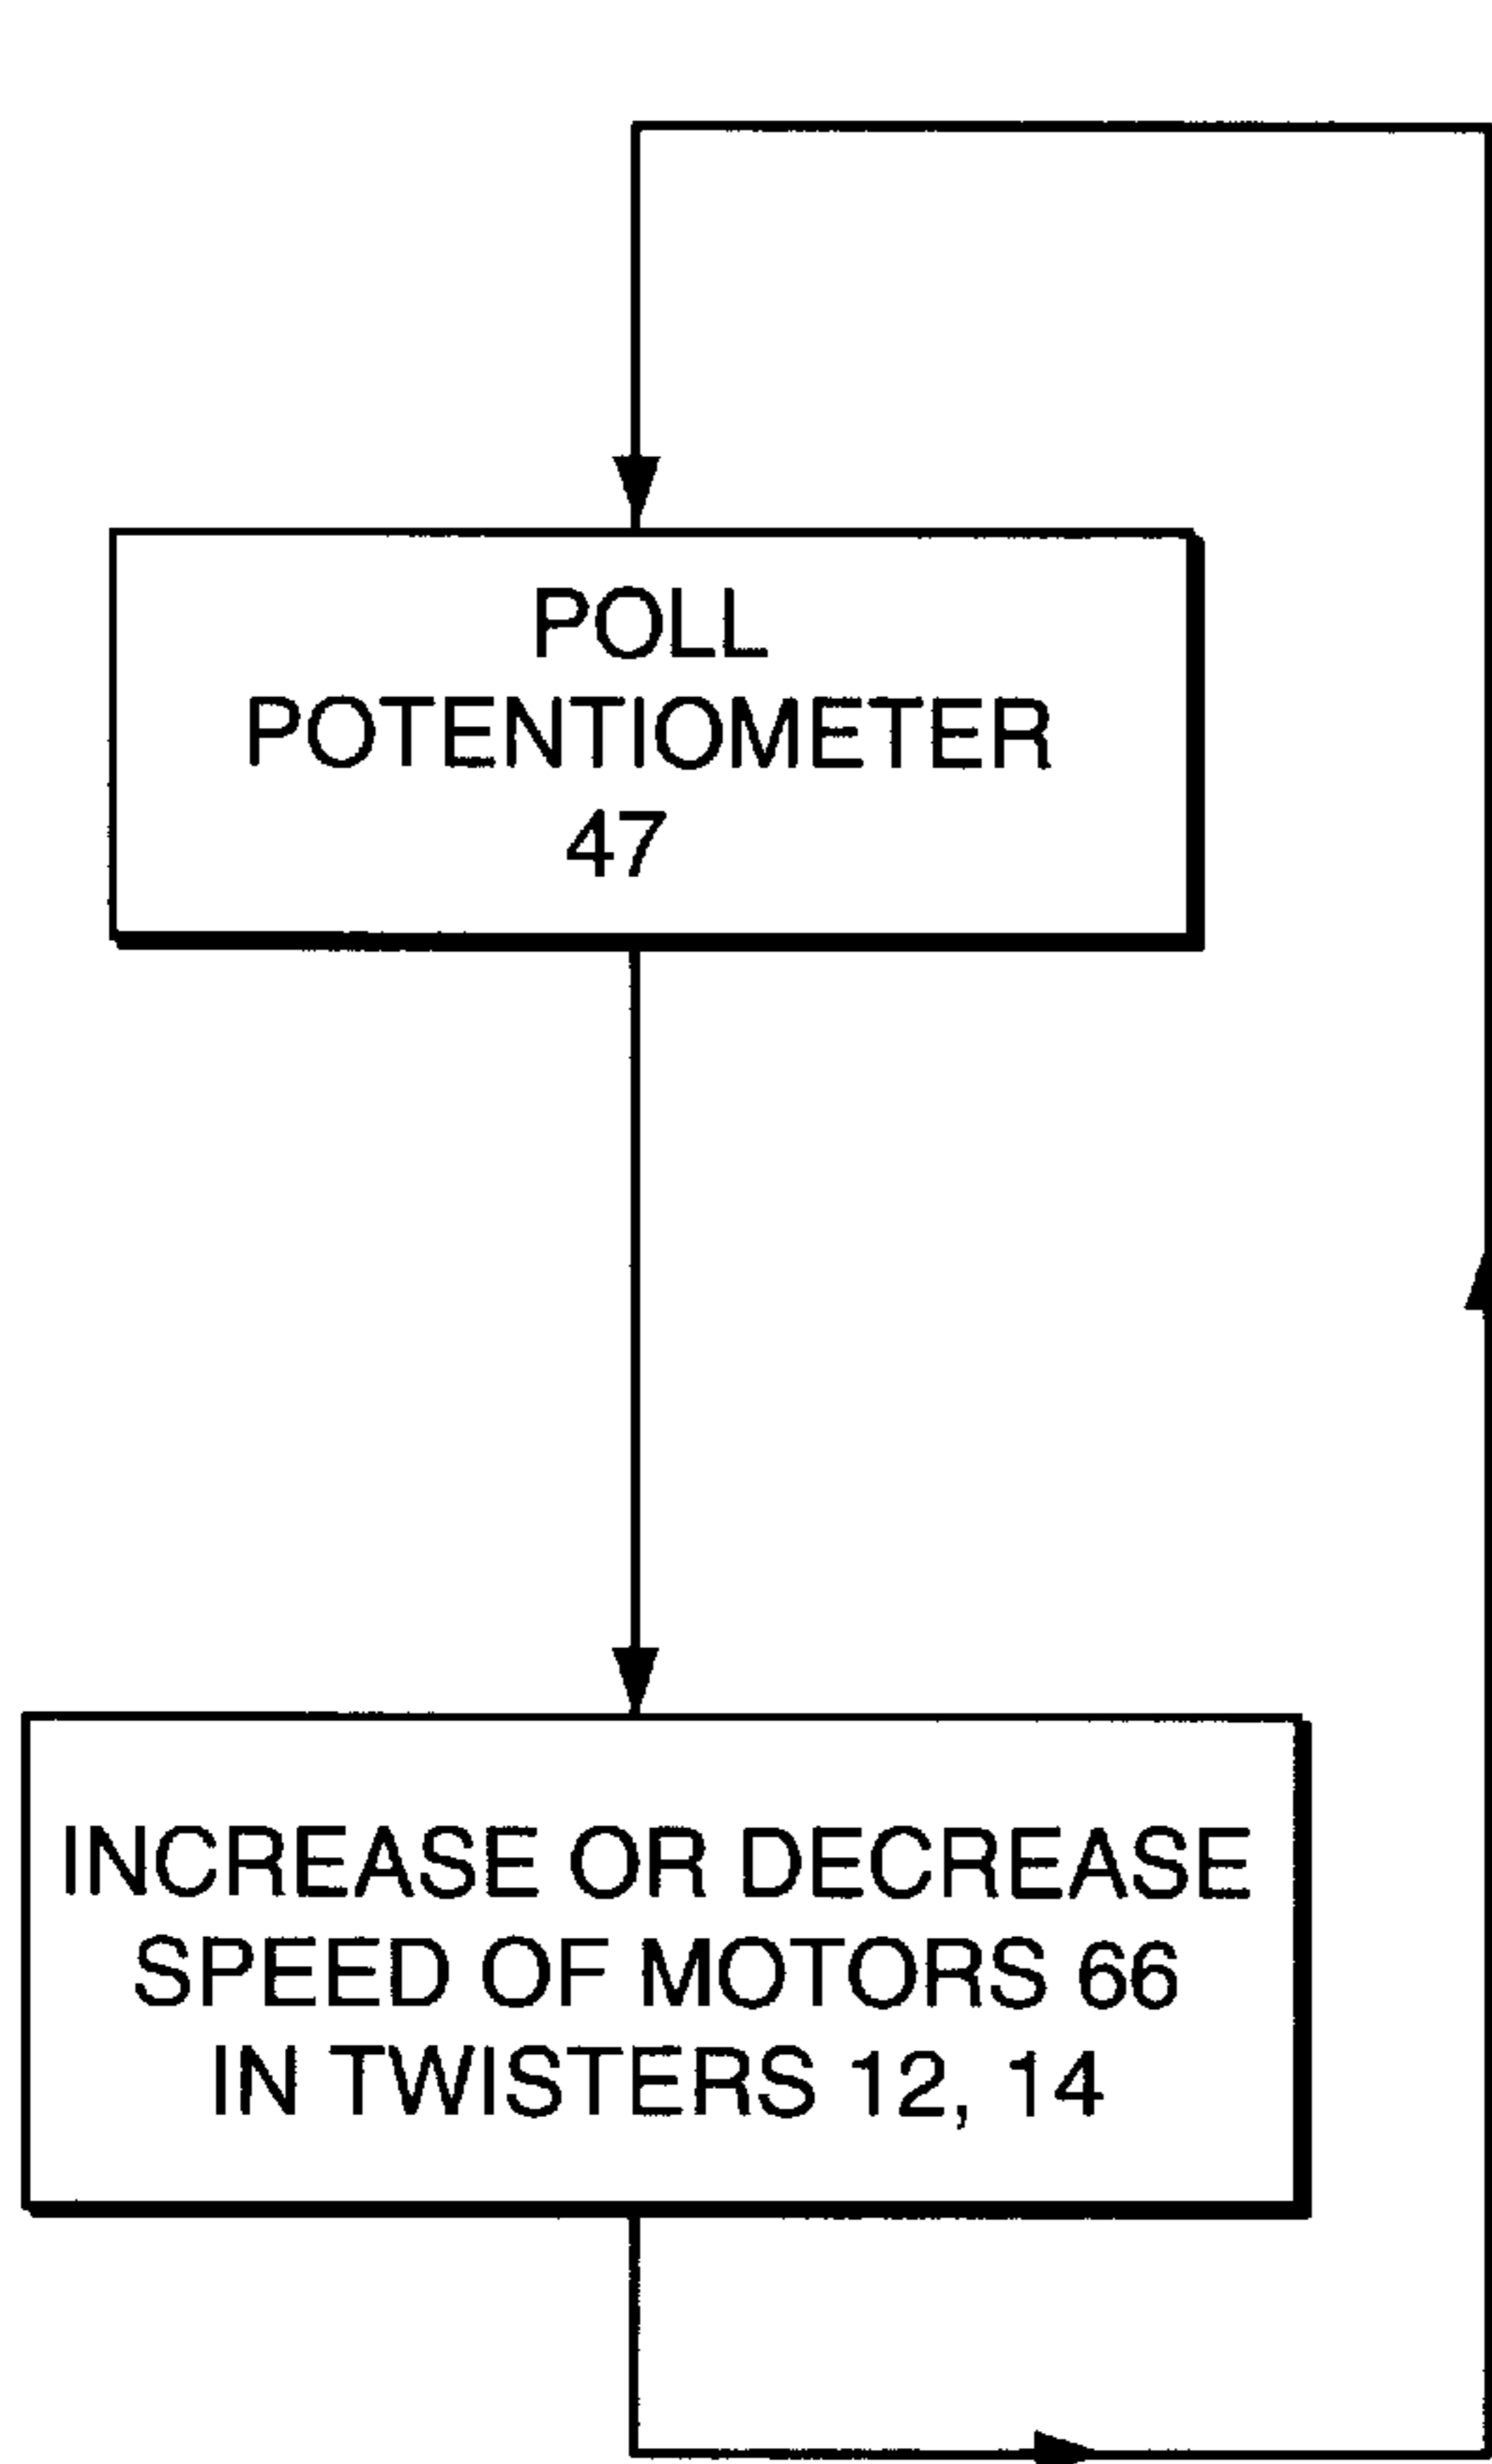 POLL
POTENTIOMETER
47
INCREASE OR DECREASE
SPEED OF MOTORS 66
IN TWISTERS 12, 14